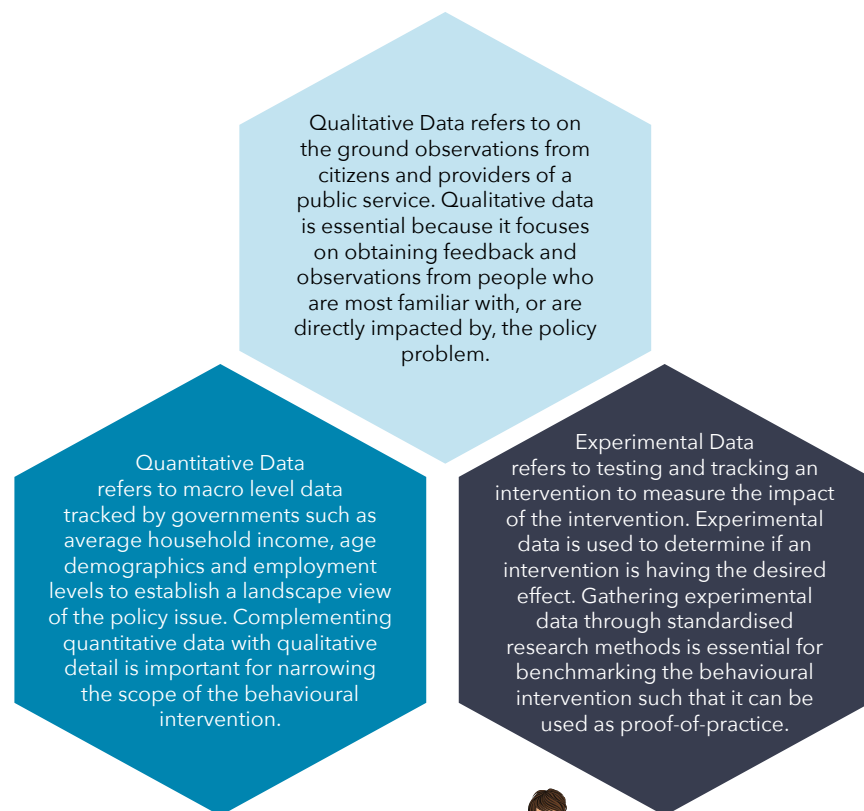 Qualitative Data refers to on
the ground observations from
citizens and providers of a
public service. Qualitative data
is essential because it focuses
on obtaining feedback and
observations from people who
are most familiar with, or are
directly impacted by, the policy
problem.
Quantitative Data
refers to macro level data
tracked by governments such as
average household income, age
demographics and employment
levels to establish a landscape view
of the policy issue. Complementing
quantitative data with qualitative
detail is important for narrowing
the scope of the behavioural
intervention.
Experimental Data
refers to testing and tracking an
intervention to measure the impact
of the intervention. Experimental
data is used to determine if an
intervention is having the desired
effect. Gathering experimental
data through standardised
research methods is essential for
benchmarking the behavioural
intervention such that it can be
used as proof-of-practice.